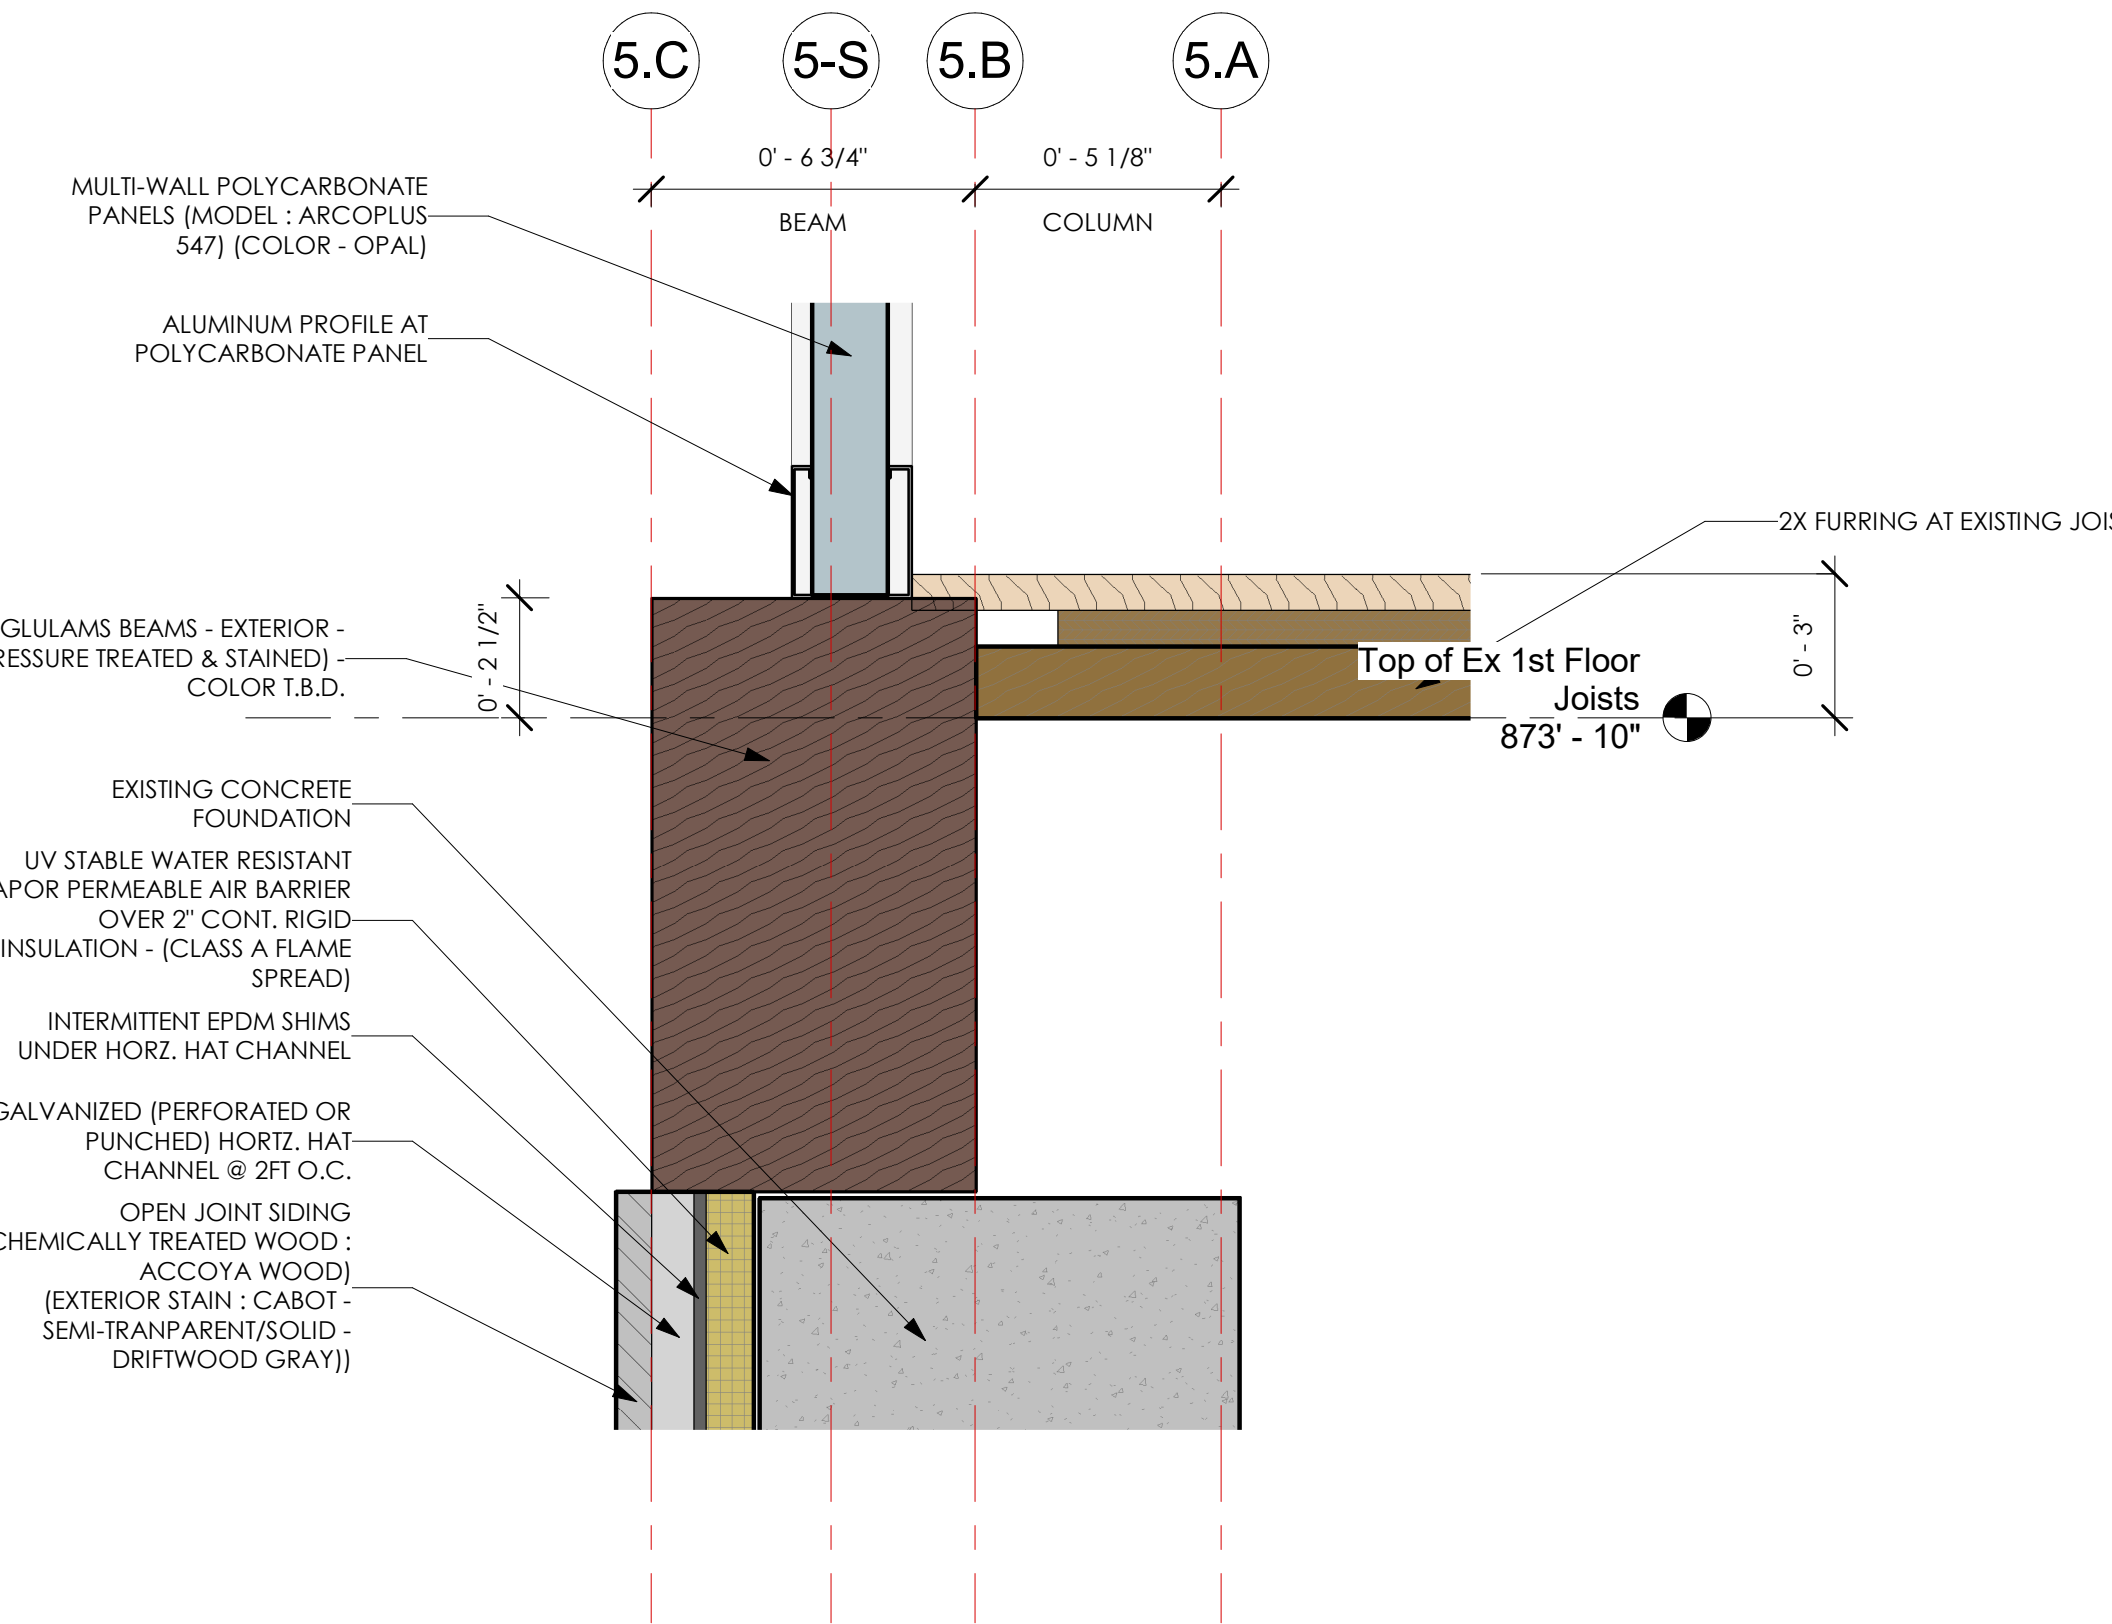 5.C
5-S
5.B
5.A
0' - 6 3/4"
0' - 5 1/8"
BEAM
COLUMN
MULTI-WALL POLYCARBONATE
PANELS (MODEL : ARCOPLUS
547) (COLOR - OPAL)
ALUMINUM PROFILE AT
POLYCARBONATE PANEL
2X FURRING AT EXISTING
0' - 2 1/2"
GLULAMS BEAMS - EXTERIOR -
TREATED & STAINED) -
COLOR T.B.D.
0' - 3"
Top of Ex 1st Floor
Joists
873' - 10"
EXISTING CONCRETE
FOUNDATION
UV STABLE WATER RESISTANT
PERMEABLE AIR BARRIER
OVER 2" CONT. RIGID
INSULATION - (CLASS A FLAME
SPREAD)
INTERMITTENT EPDM SHIMS
UNDER HORZ. HAT CHANNEL
GALVANIZED (PERFORATED OR
PUNCHED) HORTZ. HAT
CHANNEL @ 2FT O.C.
OPEN JOINT SIDING
CHEMICALLY TREATED WOOD :
ACCOYA WOOD)
(EXTERIOR STAIN : CABOT -
SEMI-TRANPARENT/SOLID -
DRIFTWOOD GRAY))